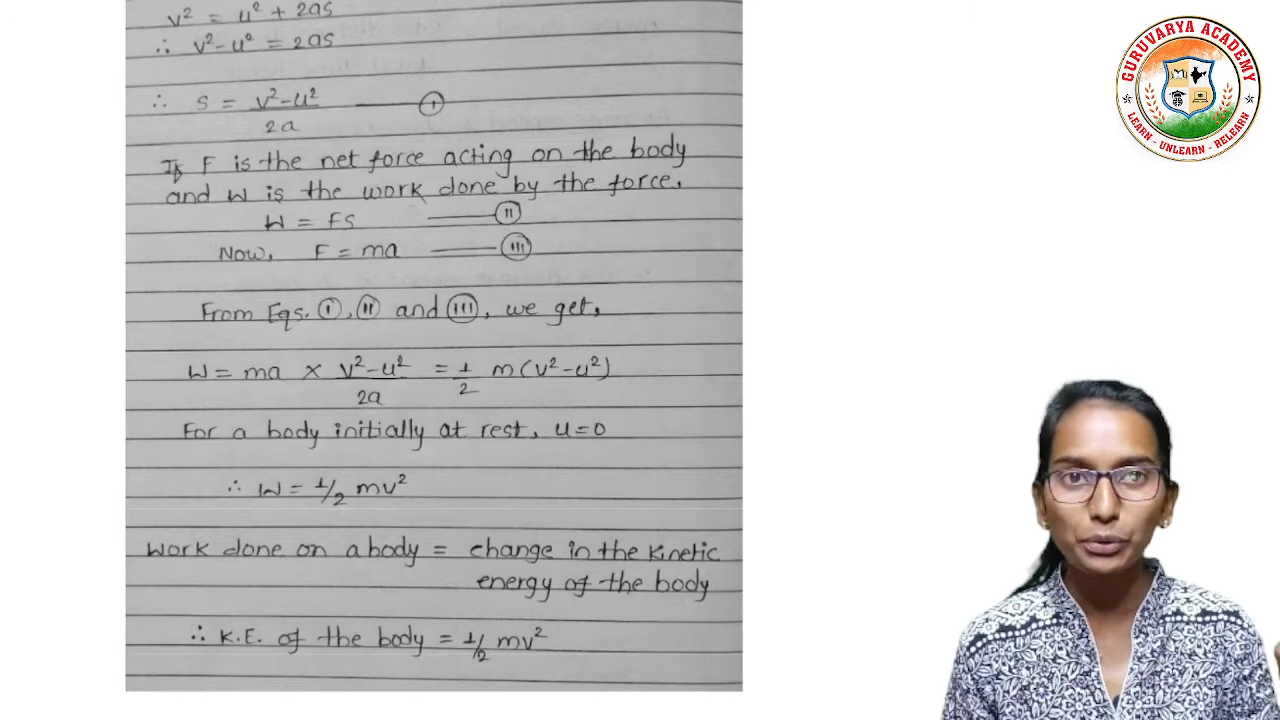 v² = u² + 2as
∴ v²-u² = 2as
∴ s = v²-u² / 2a —— (I)
If F is the net force acting on the body
and W is the work done by the force,
W = Fs —— (II)
Now, F = ma —— (III)
From Eqs. (I), (II) and (III), we get,
W = ma × v²-u² / 2a = 1/2 m(v²-u²)
For a body initially at rest, u=0
∴ W = 1/2 mv²
Work done on a body = change in the kinetic
energy of the body
∴ K.E. of the body = 1/2 mv²
GURUVARYA ACADEMY
LEARN - UNLEARN - RELEARN